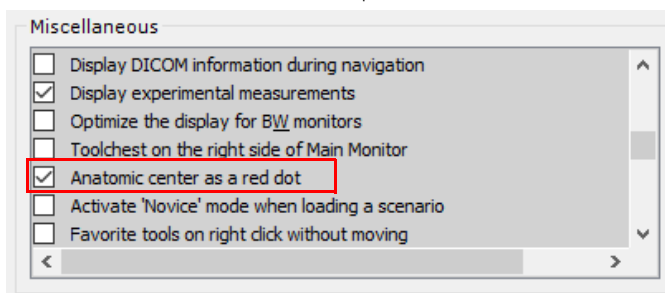 Miscellaneous
Display DICOM information during navigation
Display experimental measurements
Optimize the display for BW monitors
Toolchest on the right side of Main Monitor
Anatomic center as a red dot
Activate 'Novice' mode when loading a scenario
Favorite tools on right click without moving